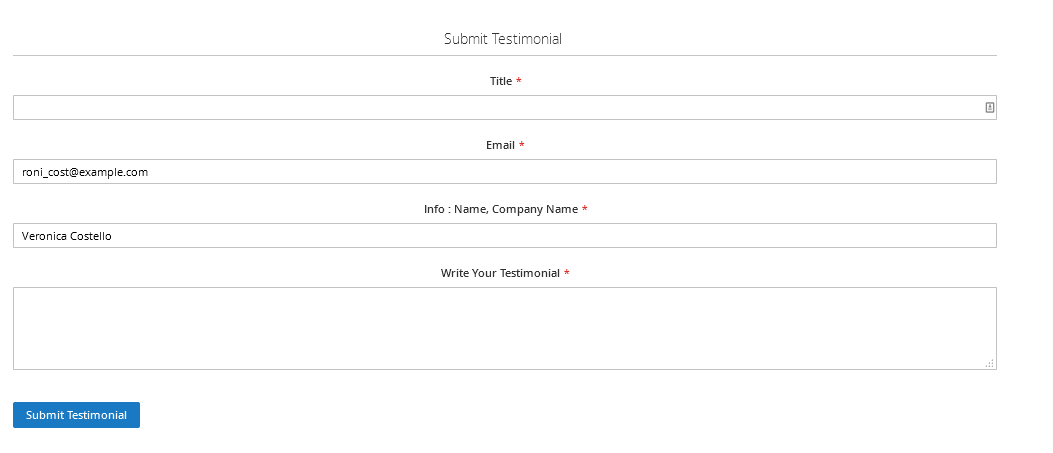 Submit Testimonial
Title *
Email *
roni_cost@example.com
Info : Name, Company Name *
Veronica Costello
Write Your Testimonial *
Submit Testimonial